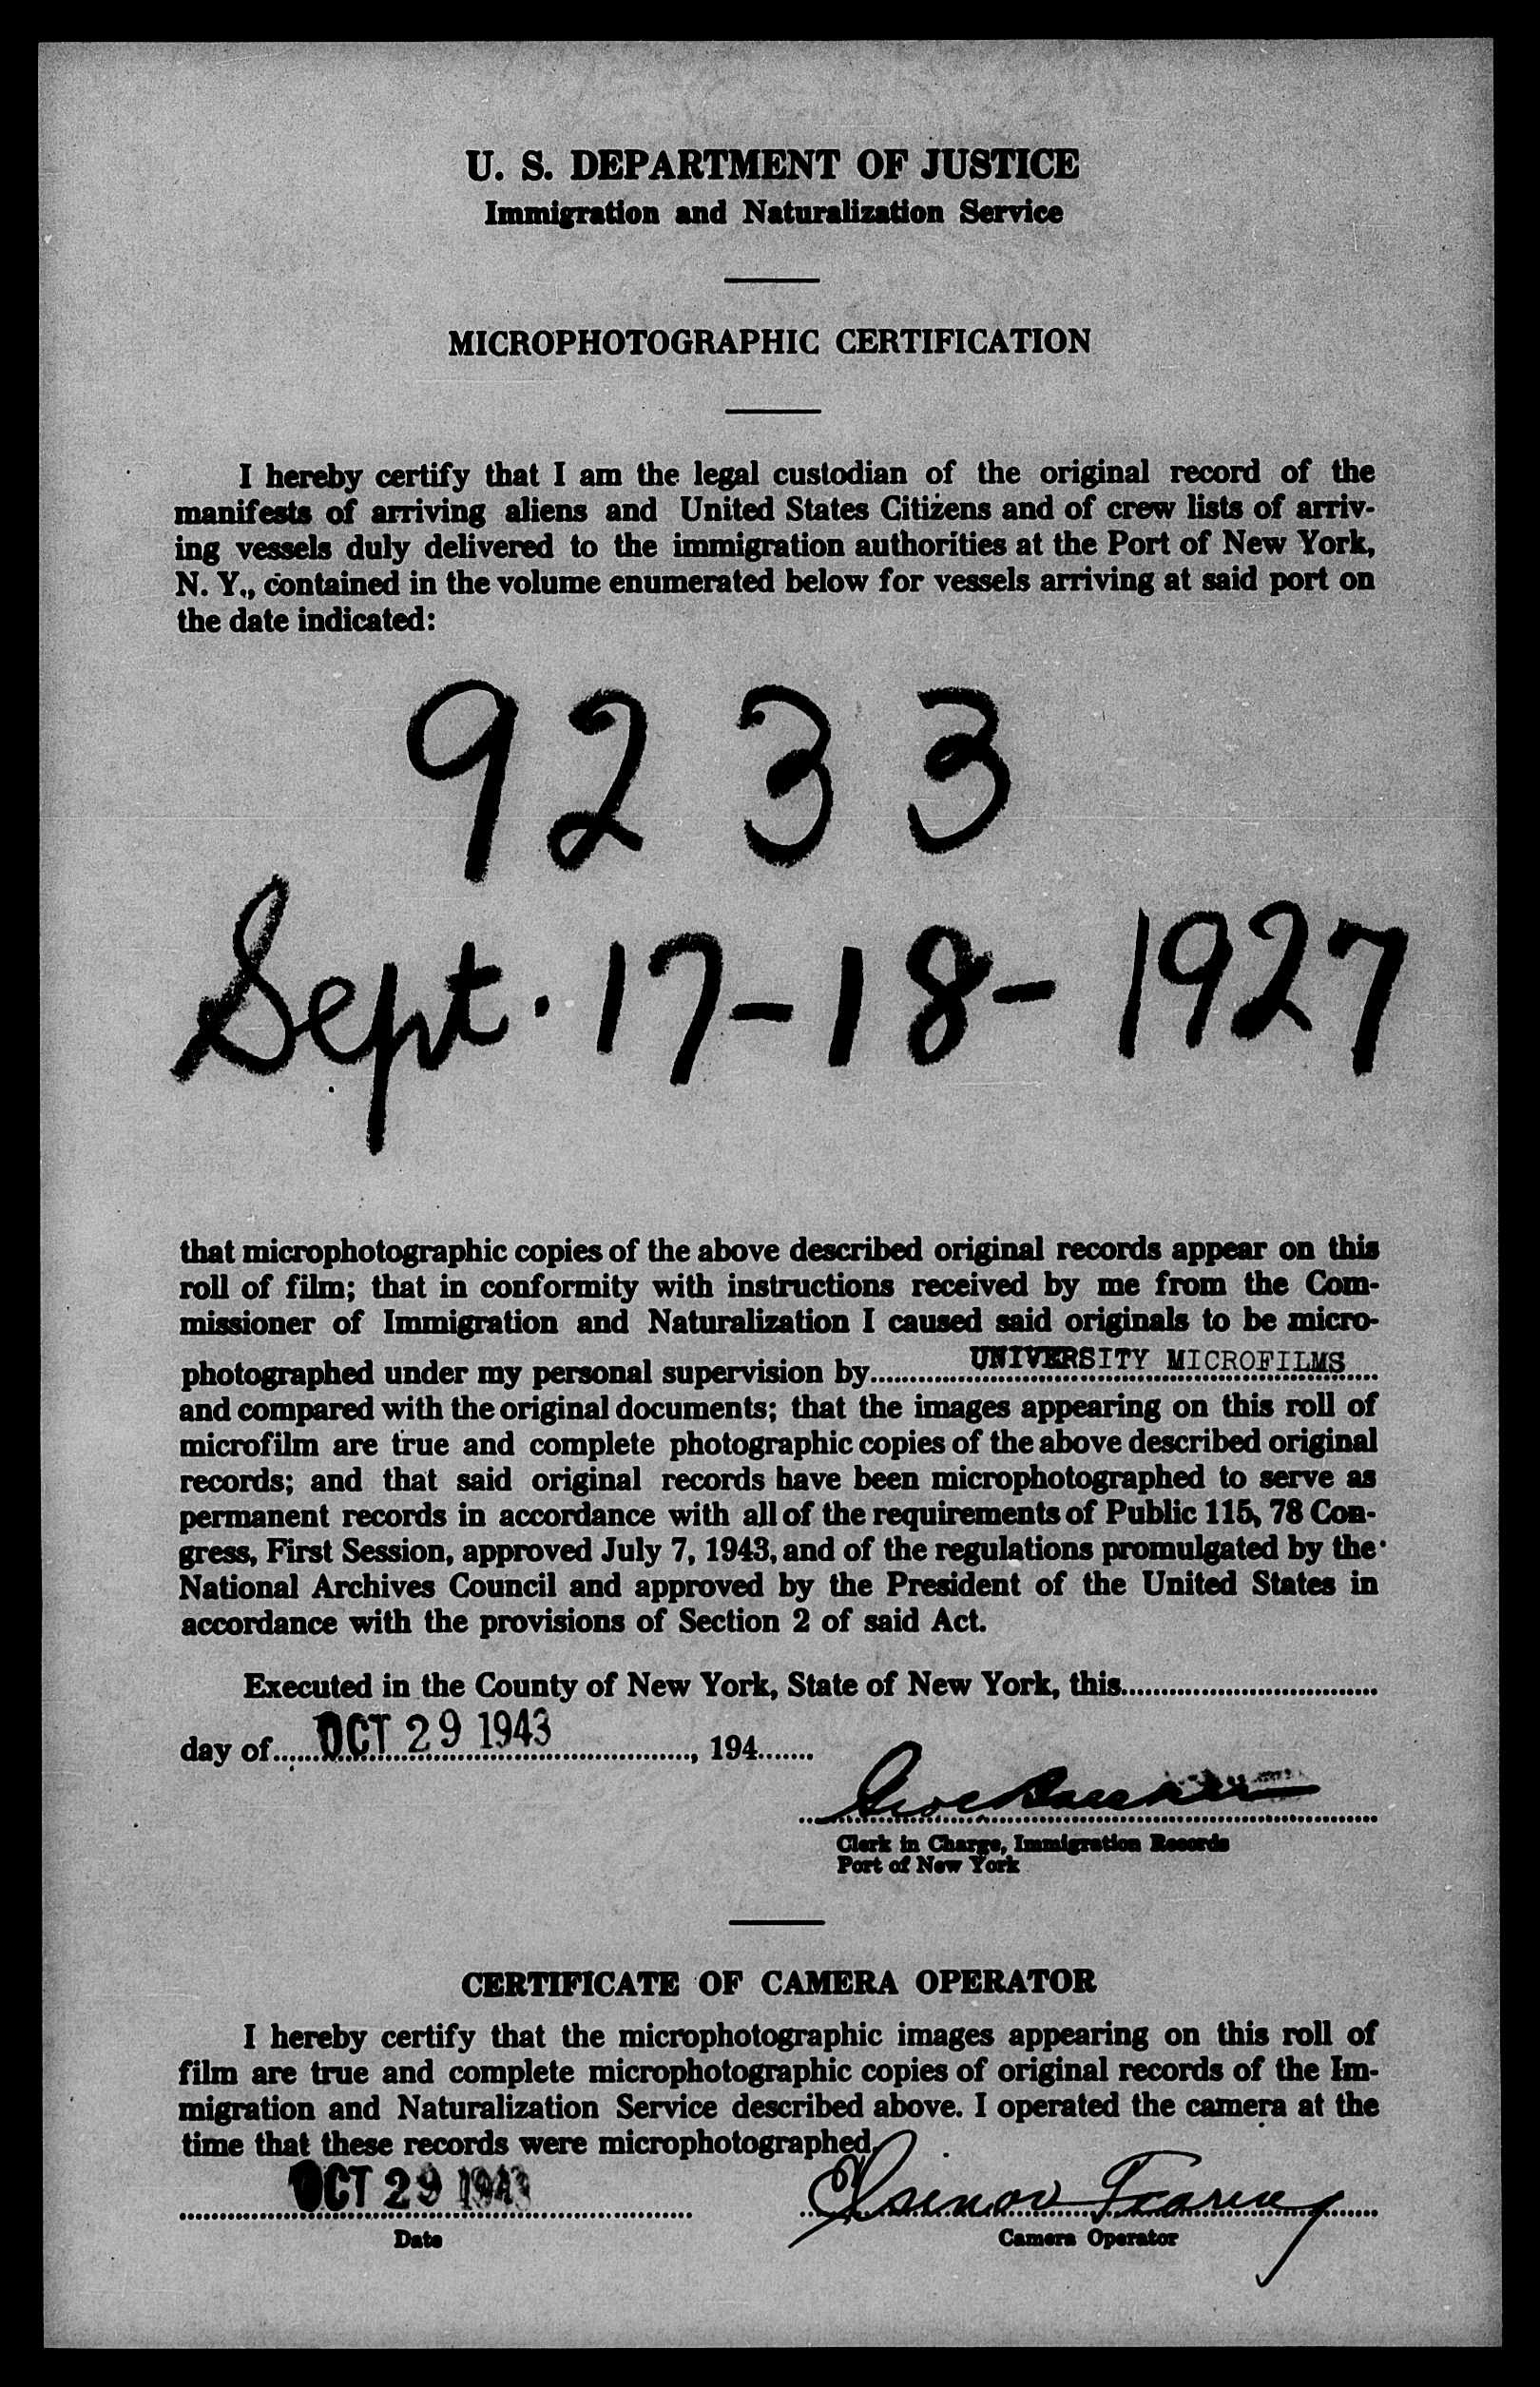 U. S. DEPARTMENT OF JUSTICE
Immigration and Naturalization Service
MICROPHOTOGRAPHIC CERTIFICATION
I hereby certify that I am the legal custodian of the original record of the
manifests of arriving aliens and United States Citizens and of crew lists of arriv-
ing vessels duly delivered to the immigration authorities at the Port of New York,
N. Y., contained in the volume enumerated below for vessels arriving at said port on
the date indicated:
9233
Sept. 17-18-1927
that microphotographic copies of the above described original records appear on this
roll of film; that in conformity with instructions received by me from the Com-
missioner of Immigration and Naturalization I caused said originals to be micro-
photographed under my personal supervision by UNIVERSITY MICROFILMS
and compared with the original documents; that the images appearing on this roll of
microfilm are true and complete photographic copies of the above described original
records; and that said original records have been microphotographed to serve as
permanent records in accordance with all of the requirements of Public 115, 78 Con-
gress, First Session, approved July 7, 1943, and of the regulations promulgated by the
National Archives Council and approved by the President of the United States in
accordance with the provisions of Section 2 of said Act.
Executed in the County of New York, State of New York, this
day of OCT 29 1943, 194
Clerk in Charge, Immigration Records
Port of New York
CERTIFICATE OF CAMERA OPERATOR
I hereby certify that the microphotographic images appearing on this roll of
film are true and complete microphotographic copies of original records of the Im-
migration and Naturalization Service described above. I operated the camera at the
time that these records were microphotographed.
OCT 29 1943
Date
Camera Operator